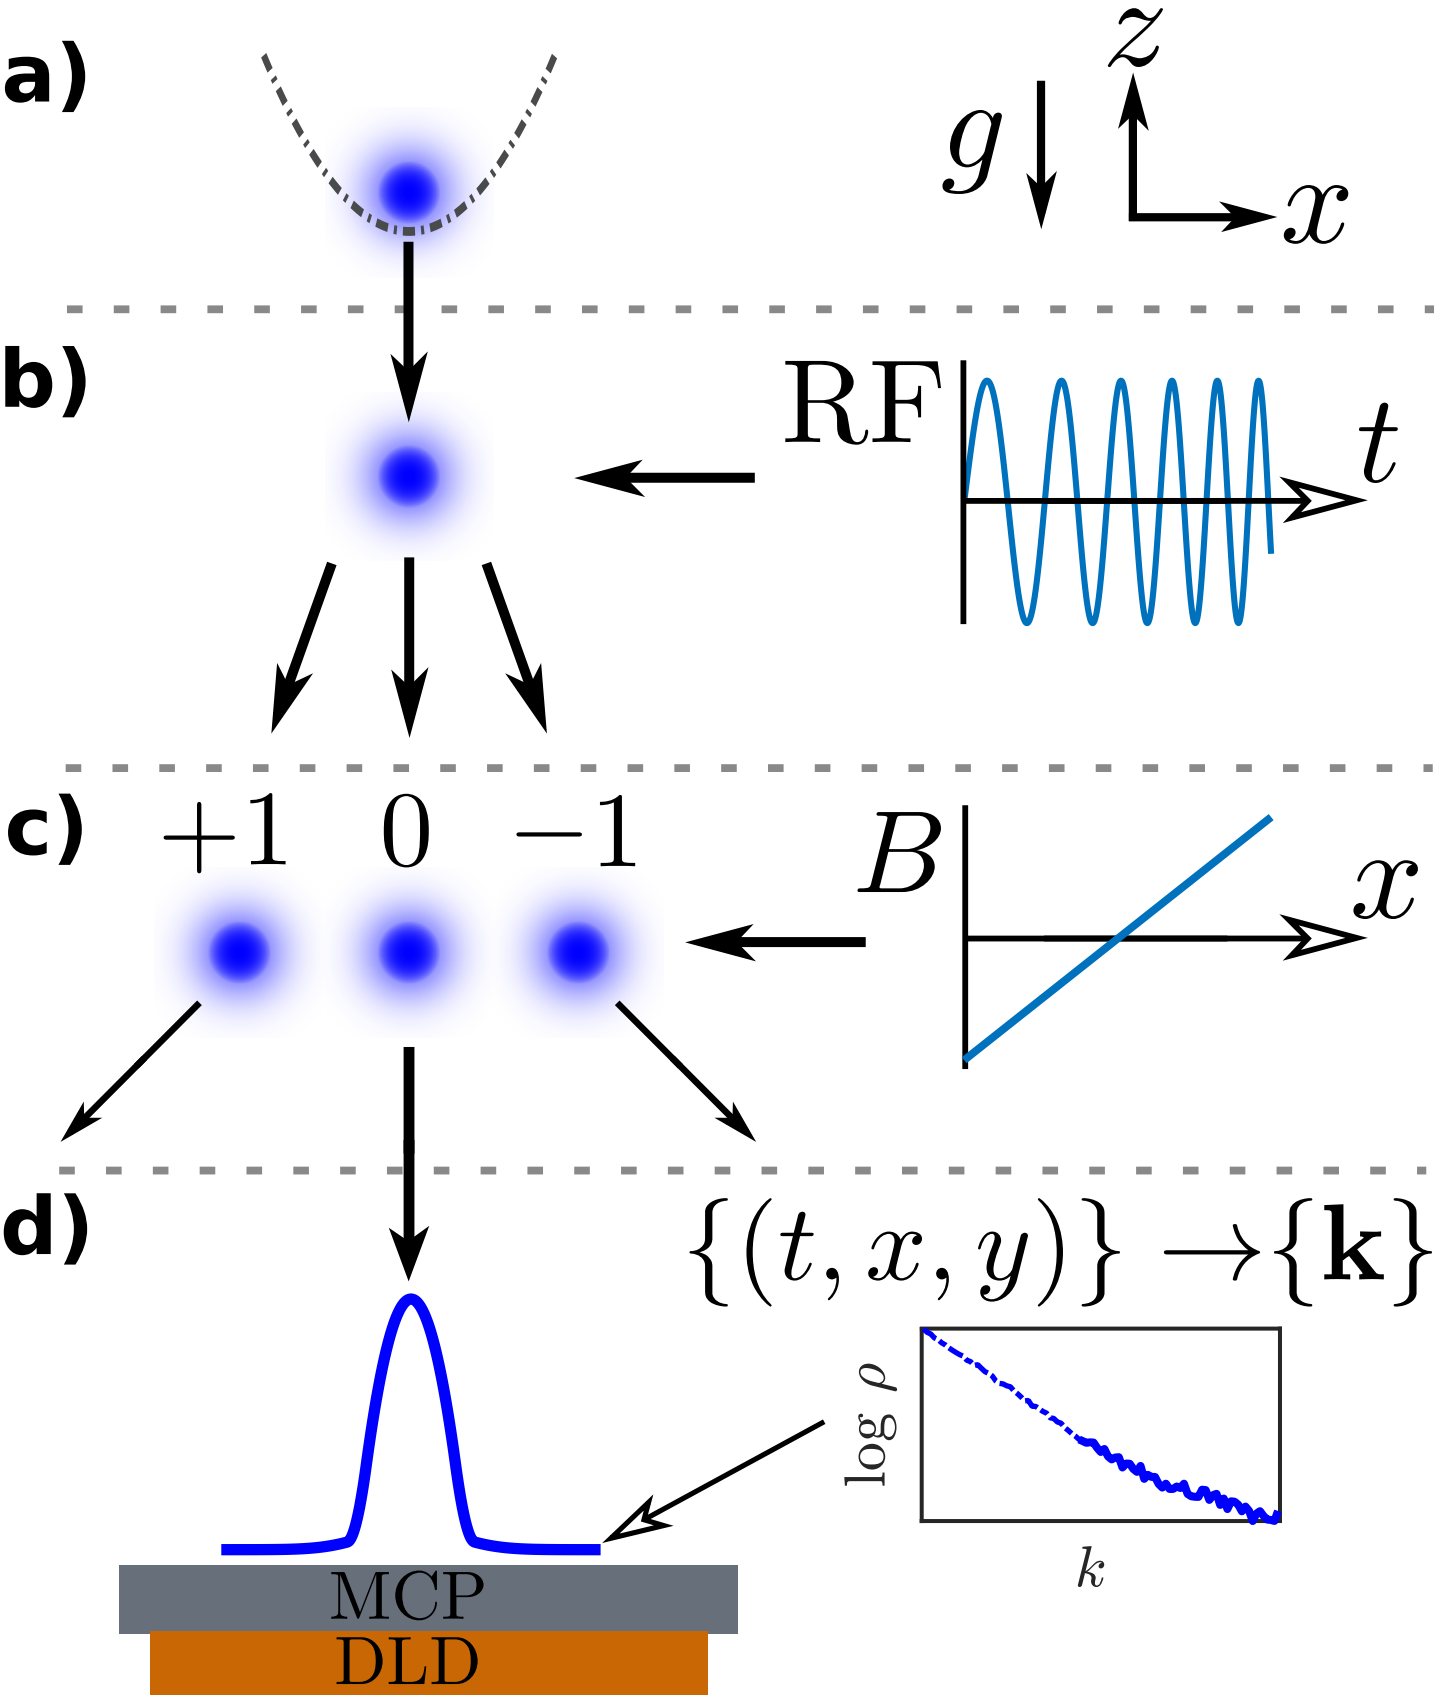 a)
z
g
x
b)
RF
t
c)
+1 0 −1
B
x
d)
{(t, x, y)} → {𝐤}
log ρ
k
MCP
DLD